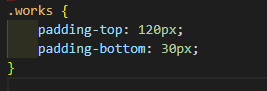 .works {
    padding-top: 120px;
    padding-bottom: 30px;
}